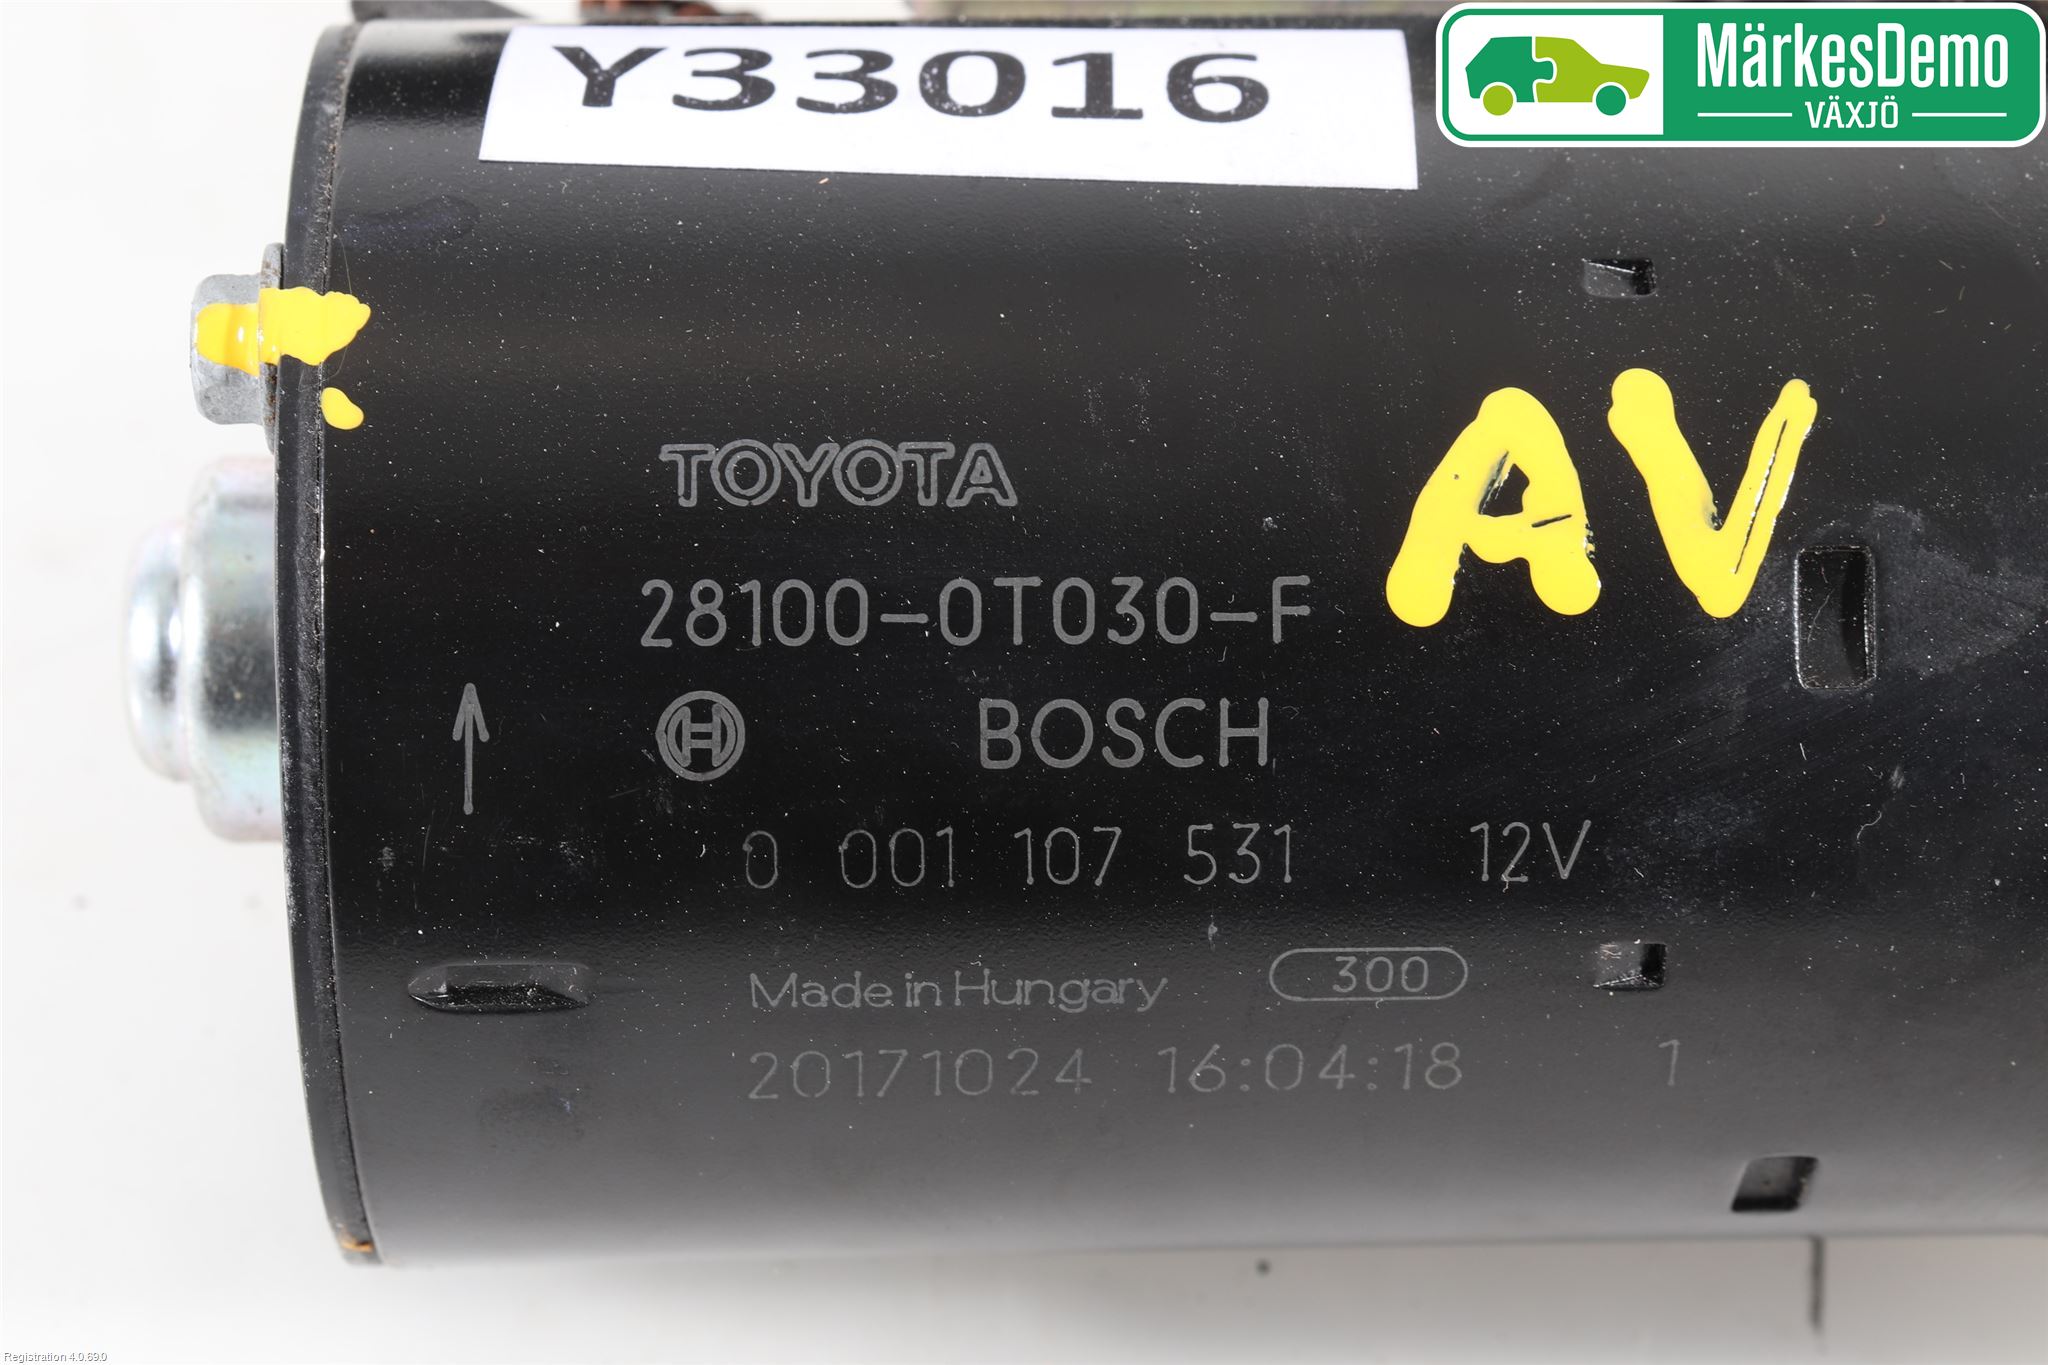 Y33016
MärkesDemo
VÄXJÖ
AV
TOYOTA
28100-0T030-F
BOSCH
0 001 107 531 12V
Made in Hungary 300
20171024 16:04:18 1
Registration 4.0.69.0